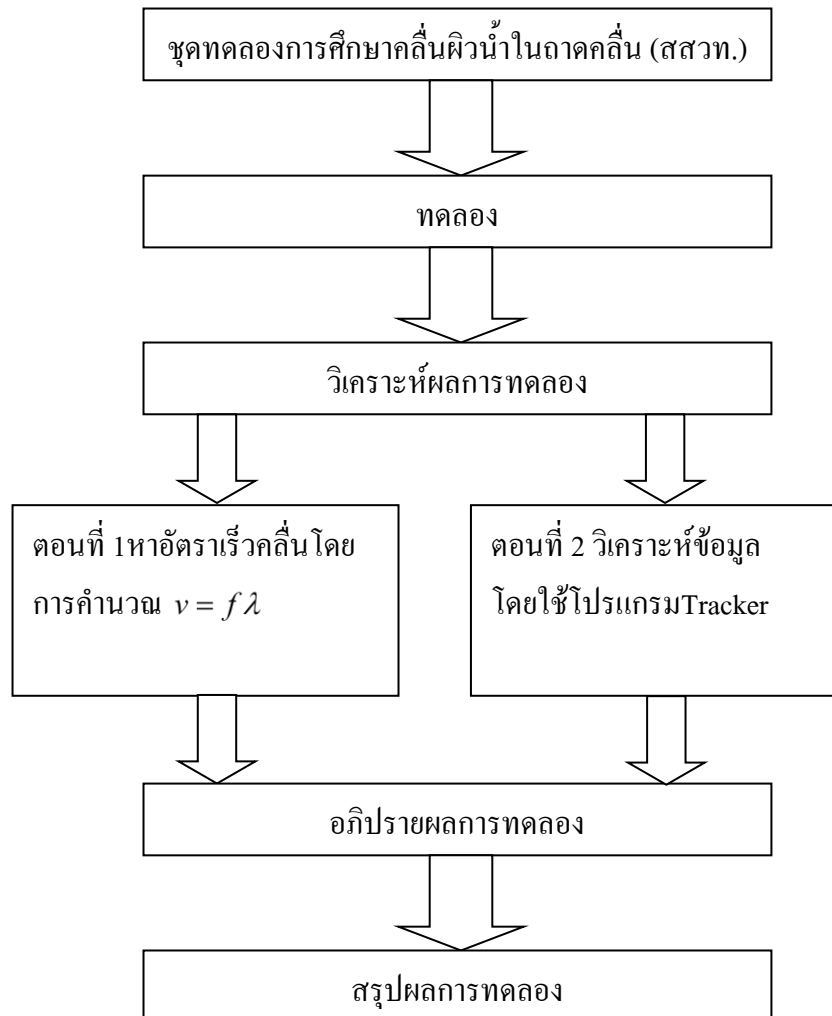 ชุดทดลองการศึกษาคลื่นผิวน้ำในถาดคลื่น (สสวท.)
ทดลอง
วิเคราะห์ผลการทดลอง
ตอนที่ 1หาอัตราเร็วคลื่นโดย
การคำนวณ v = f λ
ตอนที่ 2 วิเคราะห์ข้อมูล
โดยใช้โปรแกรมTracker
อภิปรายผลการทดลอง
สรุปผลการทดลอง